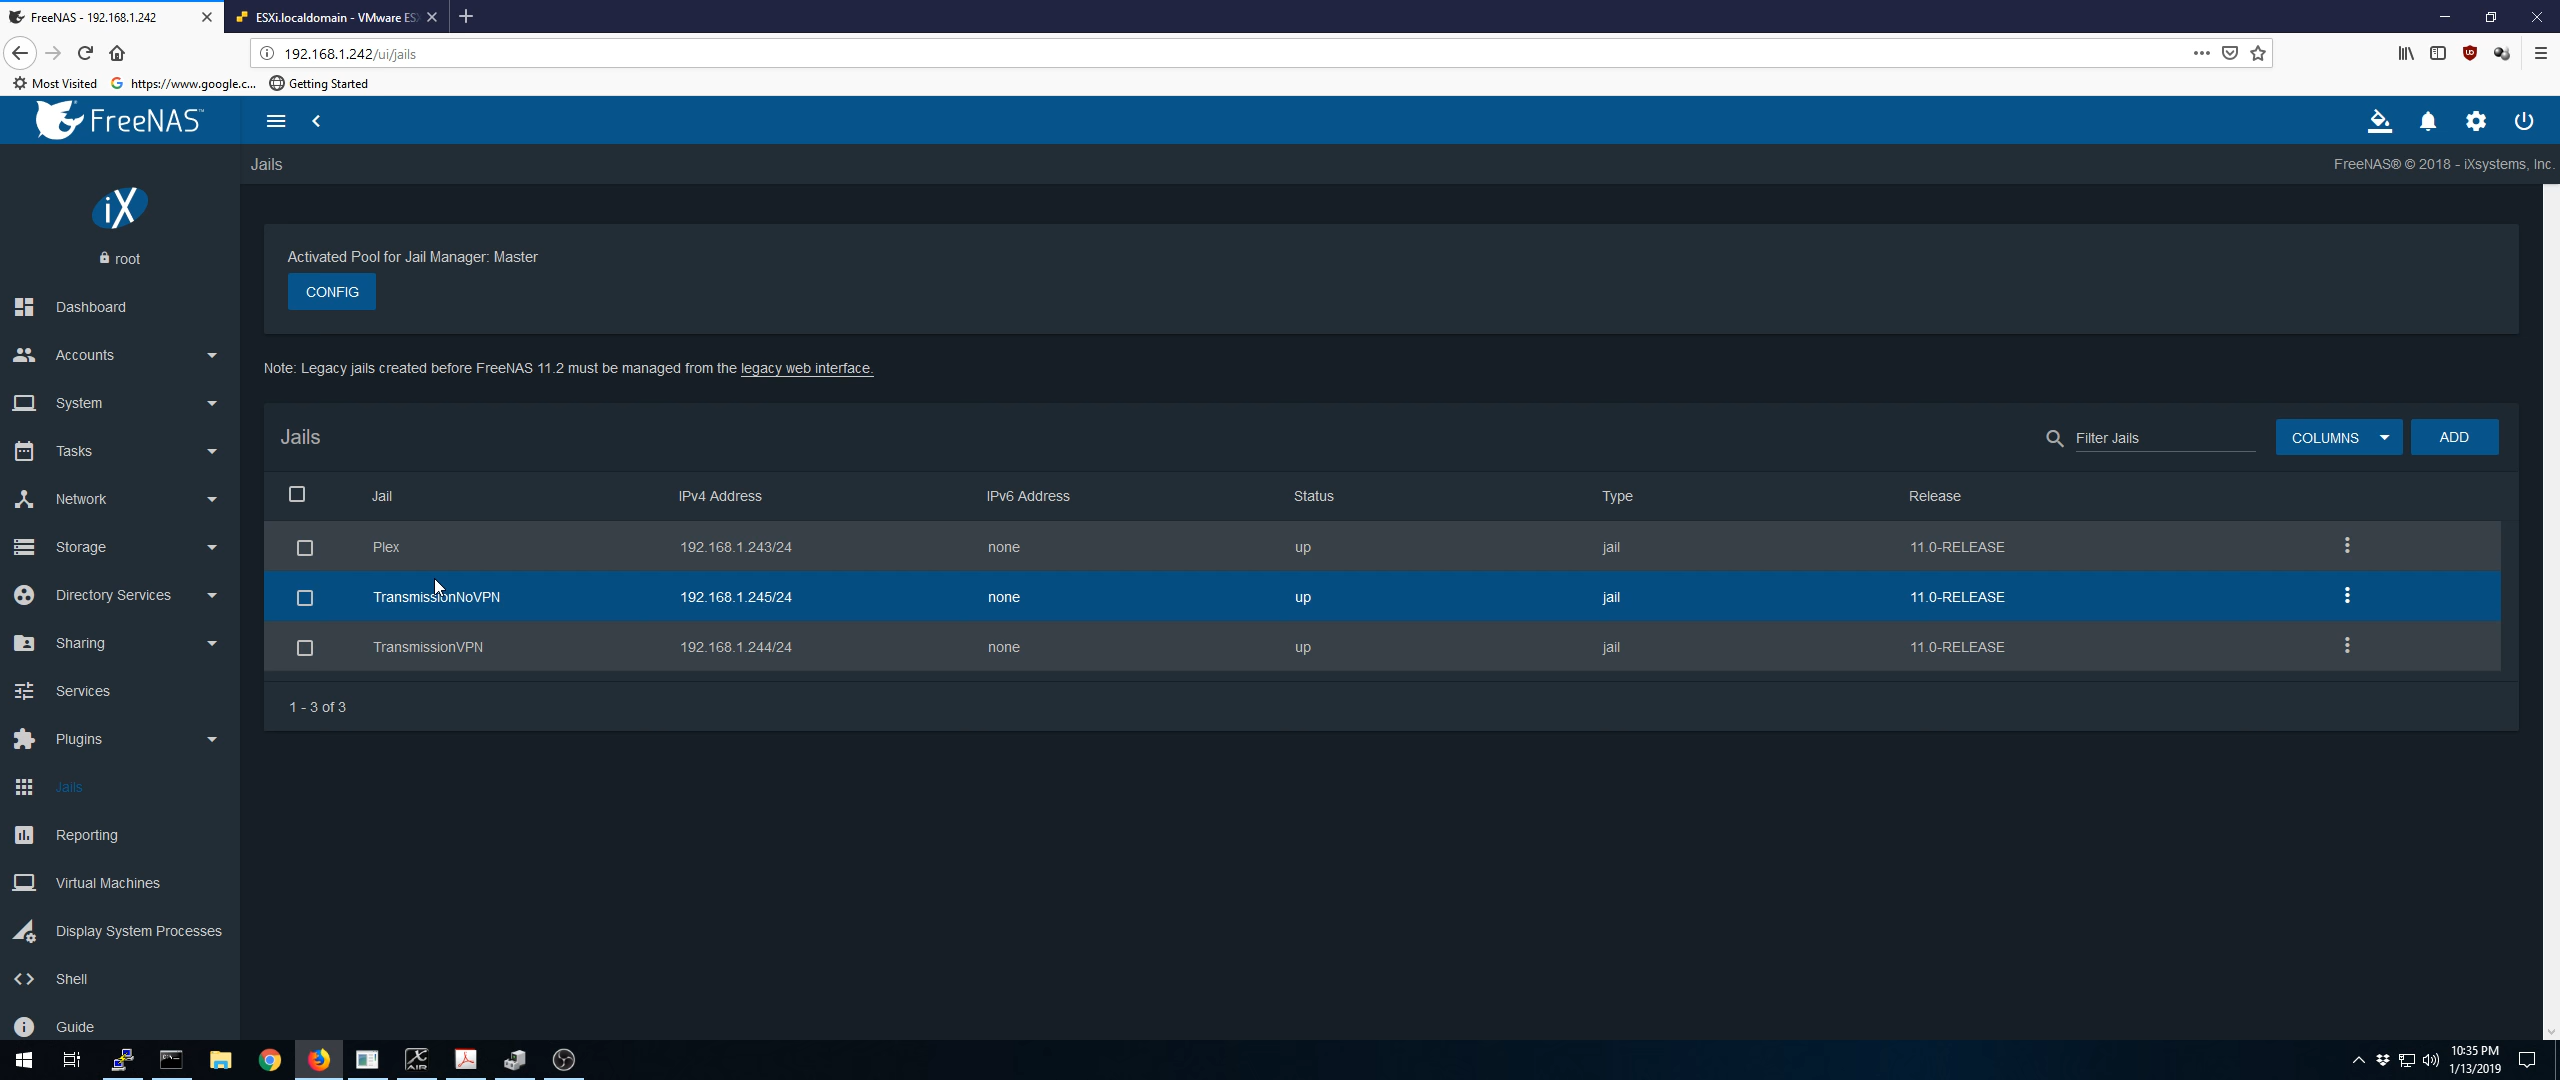 FreeNAS - 192.168.1.242
ESXi.localdomain - VMware ES
192.168.1.242/ui/jails
Most Visited
https://www.google.c...
Getting Started
FreeNAS™
Jails
FreeNAS® © 2018 - iXsystems, Inc.
iX
root
Dashboard
Accounts
System
Tasks
Network
Storage
Directory Services
Sharing
Services
Plugins
Jails
Reporting
Virtual Machines
Display System Processes
Shell
Guide
Activated Pool for Jail Manager: Master
CONFIG
Note: Legacy jails created before FreeNAS 11.2 must be managed from the legacy web interface.
Jails
Filter Jails
COLUMNS
ADD
Jail IPv4 Address IPv6 Address Status Type Release
Plex 192.168.1.243/24 none up jail 11.0-RELEASE
TransmissionNoVPN 192.168.1.245/24 none up jail 11.0-RELEASE
TransmissionVPN 192.168.1.244/24 none up jail 11.0-RELEASE
1 - 3 of 3
AIR
10:35 PM
1/13/2019